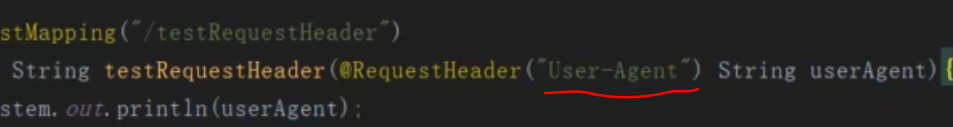 stMapping("/testRequestHeader")
String testRequestHeader(@RequestHeader("User-Agent") String userAgent){
stem.out.println(userAgent);